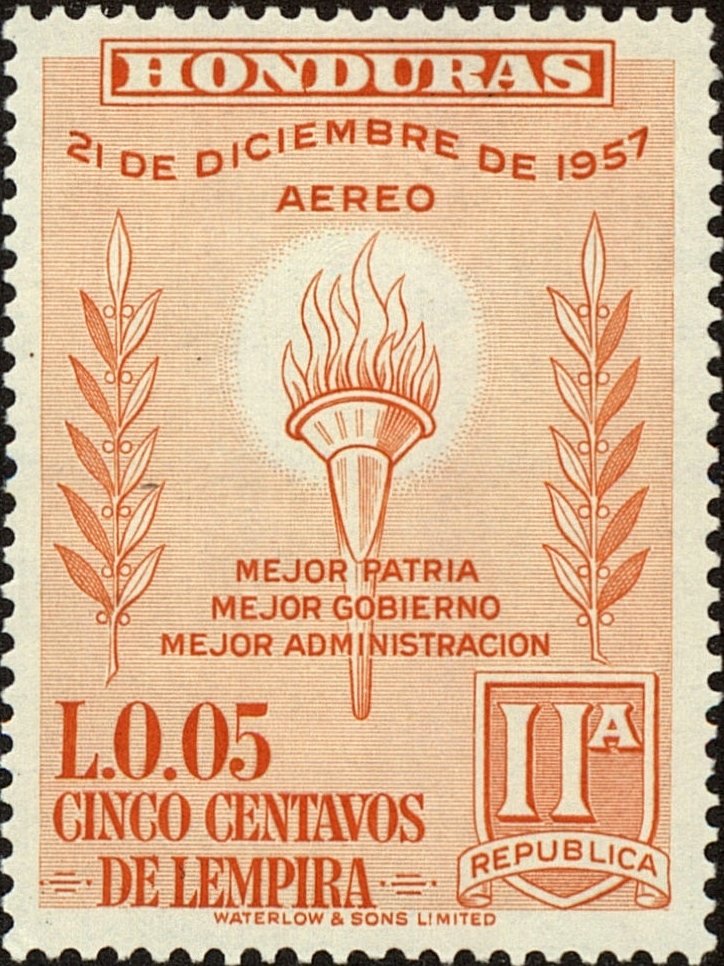 HONDURAS
21 DE DICIEMBRE DE 1957
AEREO
MEJOR PATRIA
MEJOR GOBIERNO
MEJOR ADMINISTRACION
L.0.05
CINCO CENTAVOS
DE LEMPIRA
IIA
REPUBLICA
WATERLOW & SONS LIMITED